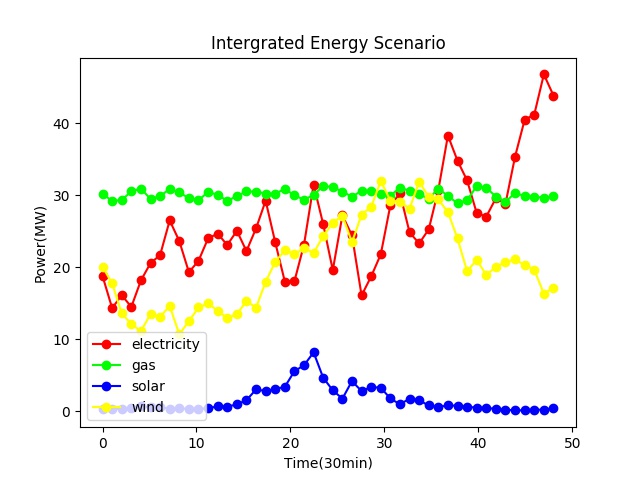 Intergrated Energy Scenario
Power(MW)
40
30
20
10
0
electricity
gas
solar
wind
0 10 20 30 40 50
Time(30min)